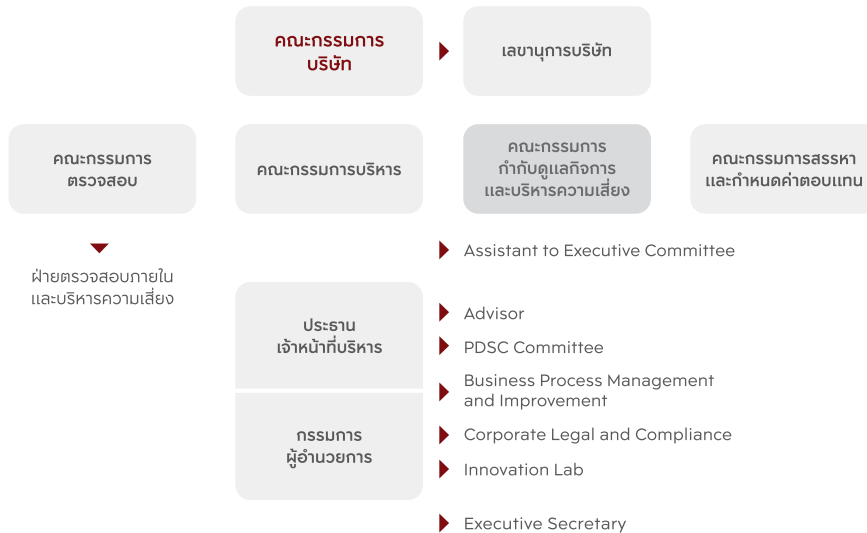 คณะกรรมการ
บริษัท
เลขานุการบริษัท
คณะกรรมการ
ตรวจสอบ
คณะกรรมการบริหาร
คณะกรรมการ
กำกับดูแลกิจการ
และบริหารความเสี่ยง
คณะกรรมการสรรหา
และกำหนดค่าตอบแทน
ฝ่ายตรวจสอบภายใน
และบริหารความเสี่ยง
Assistant to Executive Committee
ประธาน
เจ้าหน้าที่บริหาร
Advisor
PDSC Committee
Business Process Management
and Improvement
กรรมการ
ผู้อำนวยการ
Corporate Legal and Compliance
Innovation Lab
Executive Secretary